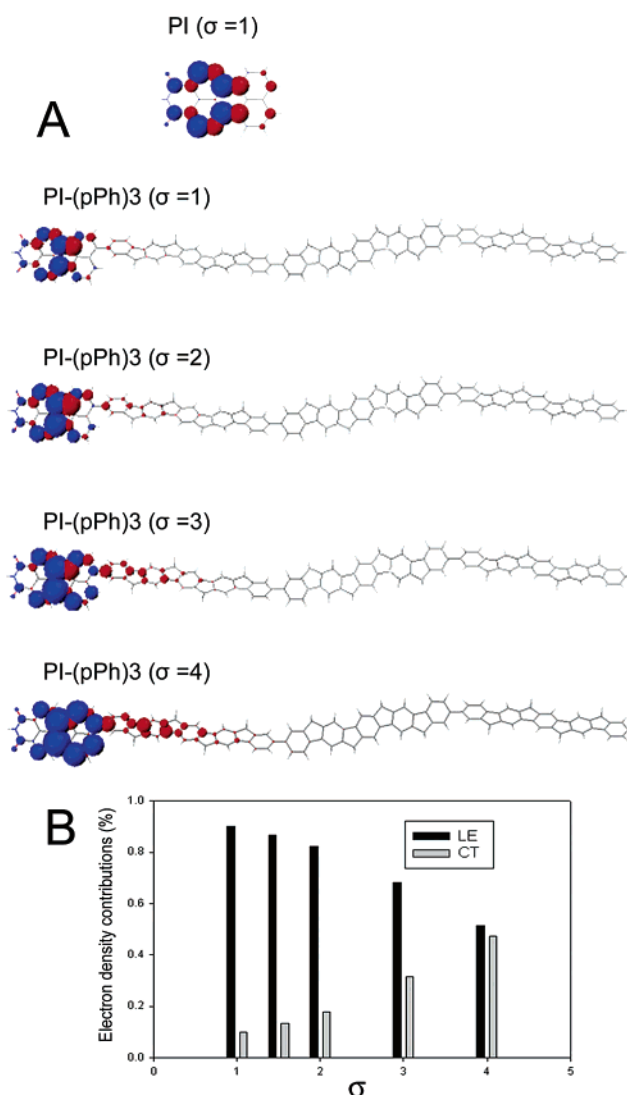 PI (σ =1)
A
PI-(pPh)3 (σ =1)
PI-(pPh)3 (σ =2)
PI-(pPh)3 (σ =3)
PI-(pPh)3 (σ =4)
B
Electron density contributions (%)
1.0
0.8
0.6
0.4
0.2
0.0
LE
CT
0 1 2 3 4 5
σ